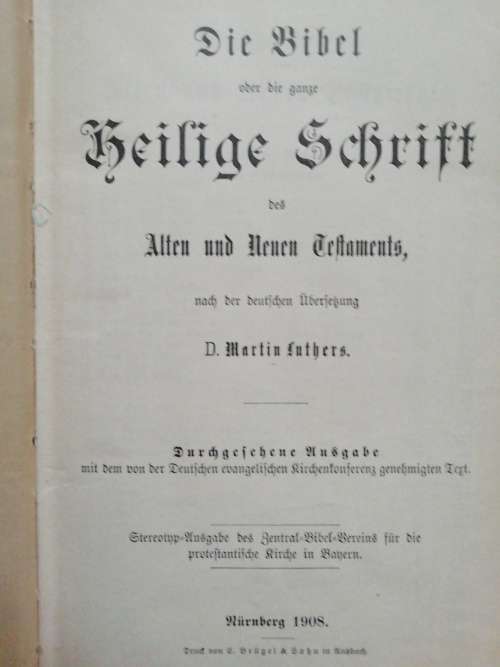 Die Bibel
oder die ganze
Heilige Schrift
des
Alten und Neuen Testaments,
nach der deutschen Übersetzung
D. Martin Luthers.
Durchgesehene Ausgabe
mit dem von der Deutschen evangelischen Kirchenkonferenz genehmigten Text.
Stereotyp-Ausgabe des Zentral-Bibel-Vereins für die
protestantische Kirche in Bayern.
Nürnberg 1908.
Druck von C. Brügel & Sohn in Ansbach.